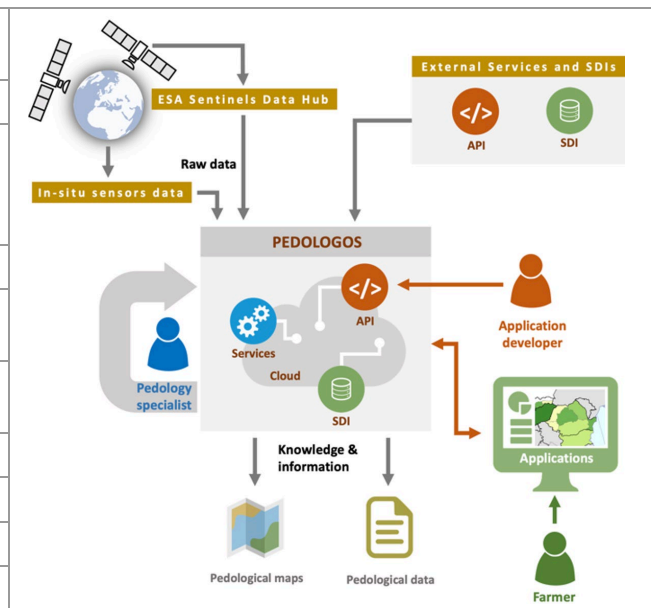 External Services and SDIs
ESA Sentinels Data Hub
</>
API
SDI
Raw data
In-situ sensors data
PEDOLOGOS
</>
API
Services
Application
developer
Cloud
Pedology
specialist
SDI
Knowledge &
information
Applications
Pedological maps
Pedological data
Farmer